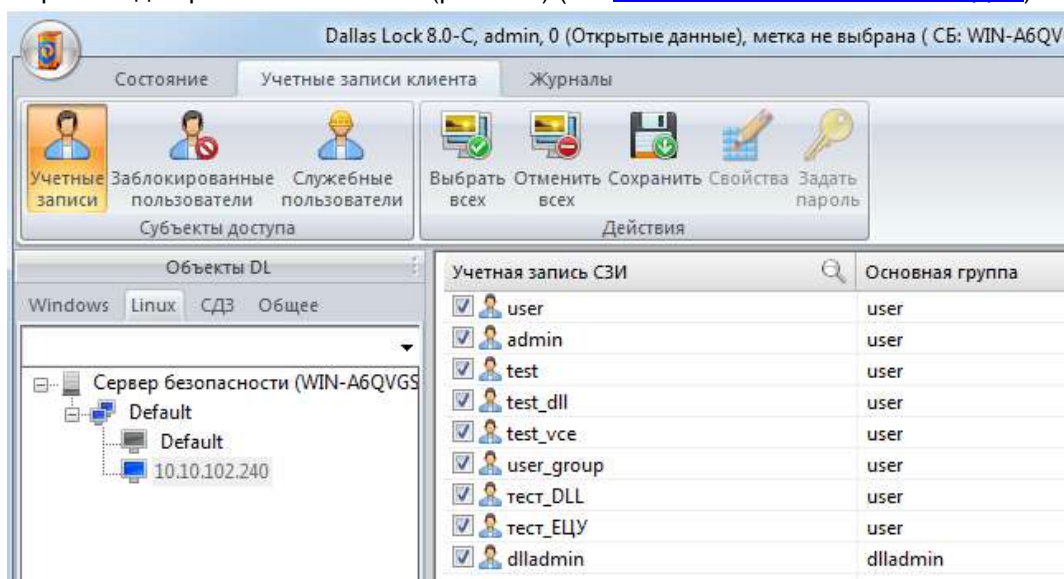 Dallas Lock 8.0-C, admin, 0 (Открытые данные), метка не выбрана ( СБ: WIN-A6QV
Состояние Учетные записи клиента Журналы
Учетные записи
Заблокированные пользователи
Служебные пользователи
Выбрать всех
Отменить всех
Сохранить
Свойства
Задать пароль
Субъекты доступа
Действия
Объекты DL
Windows Linux СДЗ Общее
Сервер безопасности (WIN-A6QVGS
Default
Default
10.10.102.240
Учетная запись СЗИ Основная группа
user user
admin user
test user
test_dll user
test_vce user
user_group user
тест_DLL user
тест_ЕЦУ user
dlladmin dlladmin